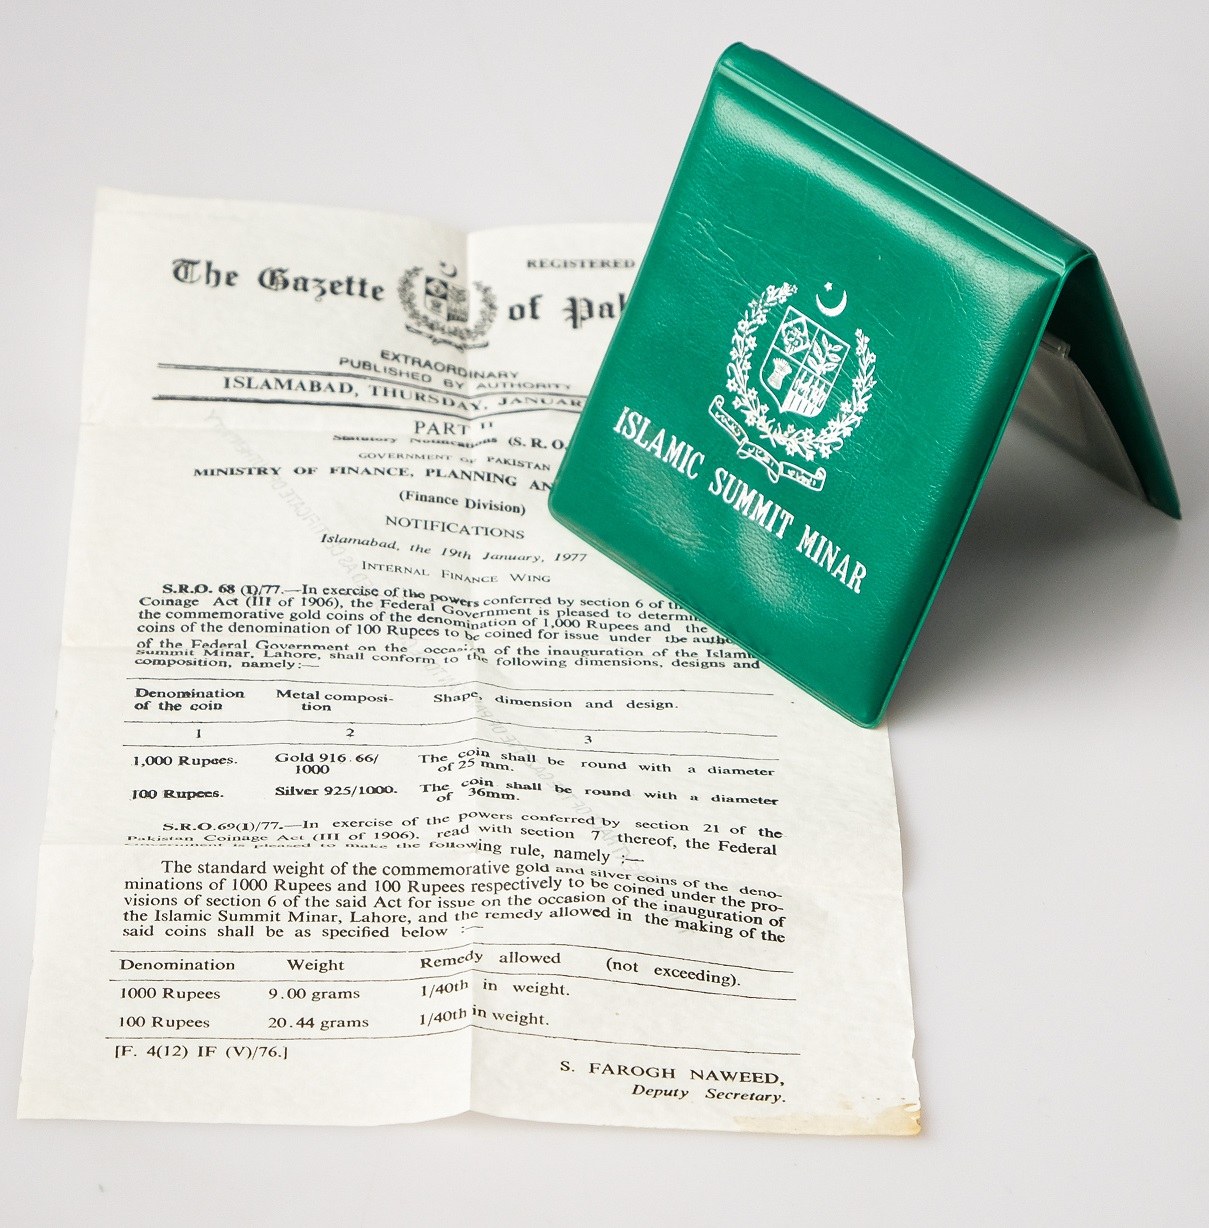 The Gazette of Pak
REGISTERED
EXTRAORDINARY
PUBLISHED BY AUTHORITY
ISLAMABAD, THURSDAY, JANUAR
PART II
Statutory Notifications (S.R.O.
GOVERNMENT OF PAKISTAN
MINISTRY OF FINANCE, PLANNING AN
(Finance Division)
NOTIFICATIONS
Islamabad, the 19th January, 1977
INTERNAL FINANCE WING
S.R.O. 68 (I)/77.—In exercise of the powers conferred by section 6 of th
Coinage Act (III of 1906), the Federal Government is pleased to determin
the commemorative gold coins of the denomination of 1,000 Rupees and the
coins of the denomination of 100 Rupees to be coined for issue under the autho
of the Federal Government on the occasion of the inauguration of the Islamic
summit Minar, Lahore, shall conform to the following dimensions, designs and
composition, namely:—
Denomination of the coin Metal composi- Shape, dimension and design.
tion
1 2 3
1,000 Rupees. Gold 916.66/ The coin shall be round with a diameter
1000 of 25 mm.
100 Rupees. Silver 925/1000. The coin shall be round with a diameter
of 36mm.
S.R.O.69(I)/77.—In exercise of the powers conferred by section 21 of the
Pakistan Coinage Act (III of 1906), read with section 7 thereof, the Federal
Government is pleased to make the following rule, namely :—
The standard weight of the commemorative gold and silver coins of the deno-
minations of 1000 Rupees and 100 Rupees respectively to be coined under the pro-
visions of section 6 of the said Act for issue on the occasion of the inauguration of
the Islamic Summit Minar, Lahore, and the remedy allowed in the making of the
said coins shall be as specified below :—
Denomination Weight Remedy allowed (not exceeding).
1000 Rupees 9.00 grams 1/40th in weight.
100 Rupees 20.44 grams 1/40th in weight.
[F. 4(12) IF (V)/76.]
S. FAROGH NAWEED,
Deputy Secretary.
ISLAMIC SUMMIT MINAR